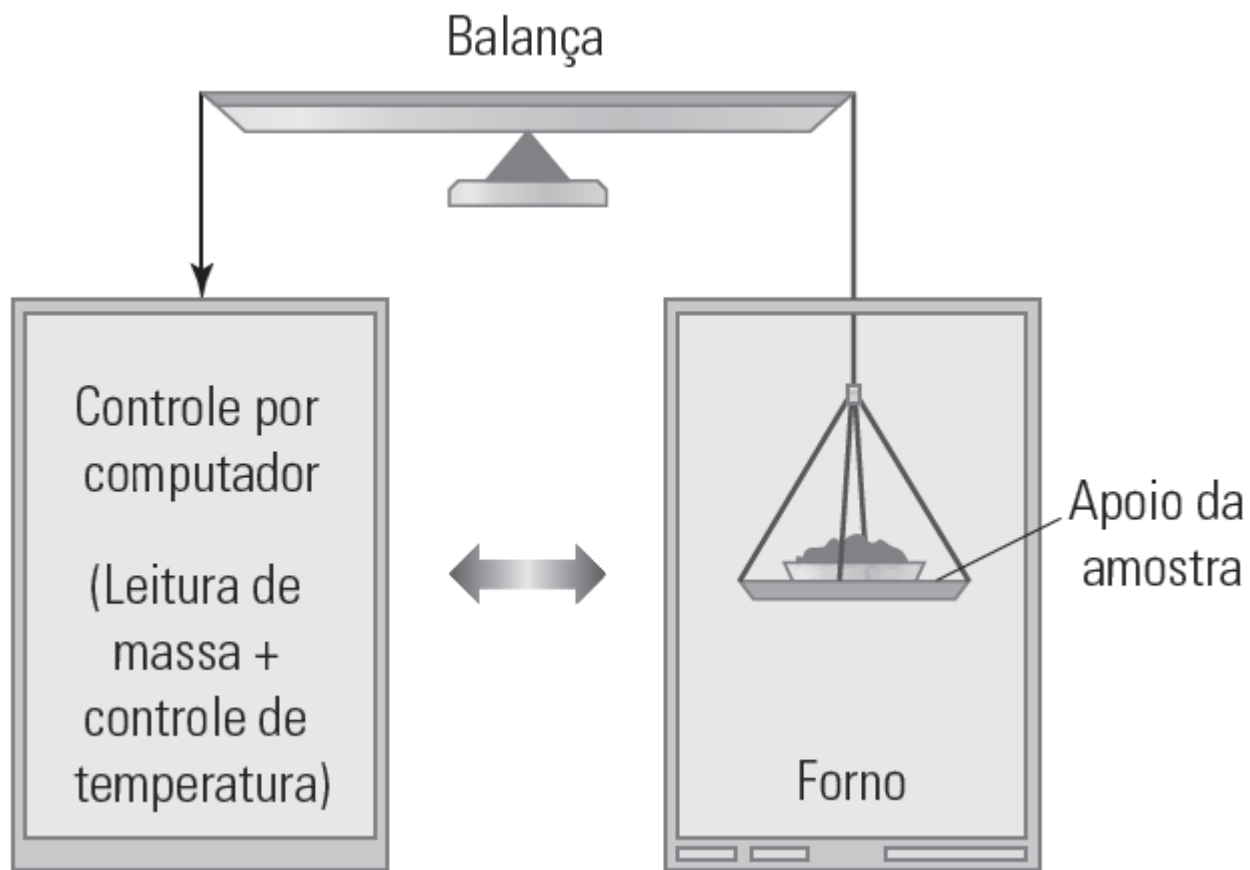 Balança
Controle por
computador
(Leitura de
massa +
controle de
temperatura)
Apoio da
amostra
Forno